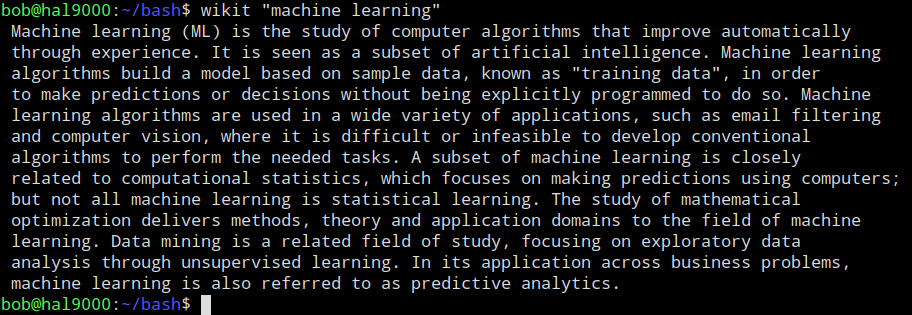 bob@hal9000:~/bash$ wikit "machine learning"
Machine learning (ML) is the study of computer algorithms that improve automatically
through experience. It is seen as a subset of artificial intelligence. Machine learning
algorithms build a model based on sample data, known as "training data", in order
to make predictions or decisions without being explicitly programmed to do so. Machine
learning algorithms are used in a wide variety of applications, such as email filtering
and computer vision, where it is difficult or infeasible to develop conventional
algorithms to perform the needed tasks. A subset of machine learning is closely
related to computational statistics, which focuses on making predictions using computers;
but not all machine learning is statistical learning. The study of mathematical
optimization delivers methods, theory and application domains to the field of machine
learning. Data mining is a related field of study, focusing on exploratory data
analysis through unsupervised learning. In its application across business problems,
machine learning is also referred to as predictive analytics.
bob@hal9000:~/bash$